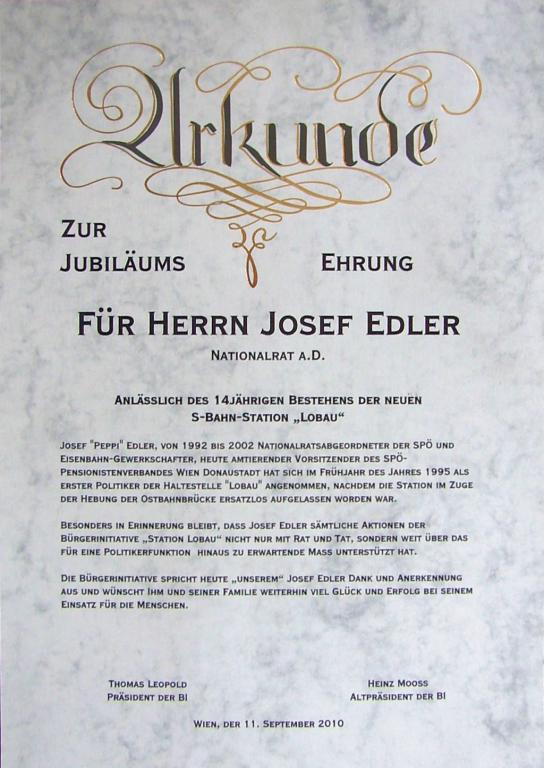 Urkunde
Zur
Jubiläums Ehrung
Für Herrn Josef Edler
Nationalrat a.D.
Anlässlich des 14jährigen Bestehens der neuen
S-Bahn-Station „Lobau“
Josef "Peppi" Edler, von 1992 bis 2002 Nationalratsabgeordneter der SPÖ und
Eisenbahn-Gewerkschafter, heute amtierender Vorsitzender des SPÖ-
Pensionistenverbandes Wien Donaustadt hat sich im Frühjahr des Jahres 1995 als
erster Politiker der Haltestelle "Lobau" angenommen, nachdem die Station im Zuge
der Hebung der Ostbahnbrücke ersatzlos aufgelassen worden war.
Besonders in Erinnerung bleibt, dass Josef Edler sämtliche Aktionen der
Bürgerinitiative „Station Lobau“ nicht nur mit Rat und Tat, sondern weit über das
für eine Politikerfunktion hinaus zu erwartende Mass unterstützt hat.
Die Bürgerinitiative spricht heute „unserem“ Josef Edler Dank und Anerkennung
aus und wünscht Ihm und seiner Familie weiterhin viel Glück und Erfolg bei seinem
Einsatz für die Menschen.
Thomas Leopold Heinz Mooss
Präsident der BI Altpräsident der BI
Wien, der 11. September 2010